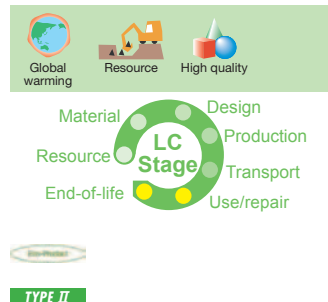 Global
warming
Resource
High quality
Material
Design
Production
Resource
LC
Stage
Transport
End-of-life
Use/repair
TYPE II